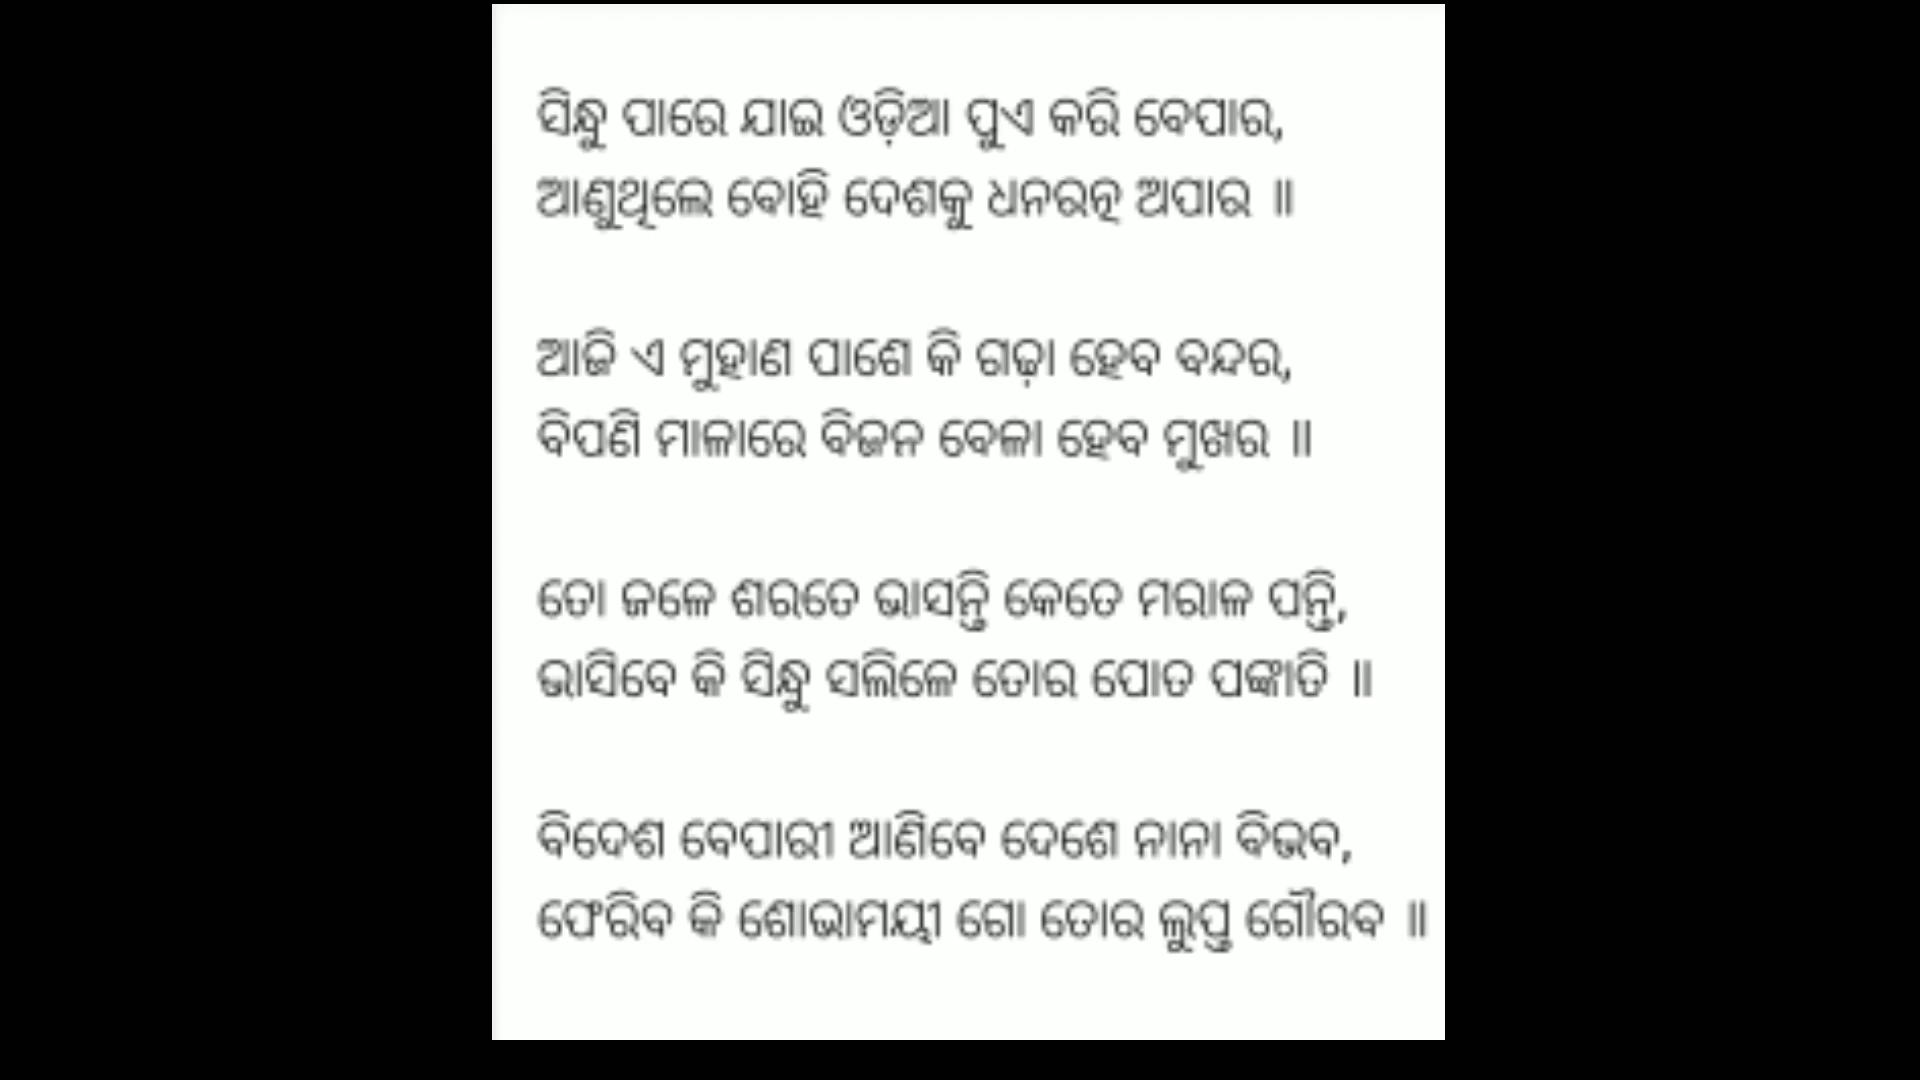 ସିନ୍ଧୁ ପାରେ ଯାଇ ଓଡ଼ିଆ ପୁଏ କରି ବେପାର,
ଆଣୁଥିଲେ ବୋହି ଦେଶକୁ ଧନରତ୍ନ ଅପାର ॥
ଆଜି ଏ ମୁହାଣ ପାଶେ କି ଗଢ଼ା ହେବ ବନ୍ଦର,
ବିପଣି ମାଳାରେ ବିଜନ ବେଳା ହେବ ମୁଖର ॥
ତୋ ଜଳେ ଶରତେ ଭାସନ୍ତି କେତେ ମରାଳ ପନ୍ତି,
ଭାସିବେ କି ସିନ୍ଧୁ ସଲିଳେ ତୋର ପୋତ ପଙ୍କାତି ॥
ବିଦେଶ ବେପାରୀ ଆଣିବେ ଦେଶେ ନାନା ବିଭବ,
ଫେରିବ କି ଶୋଭାମୟୀ ଗୋ ତୋର ଲୁପ୍ତ ଗୌରବ ॥